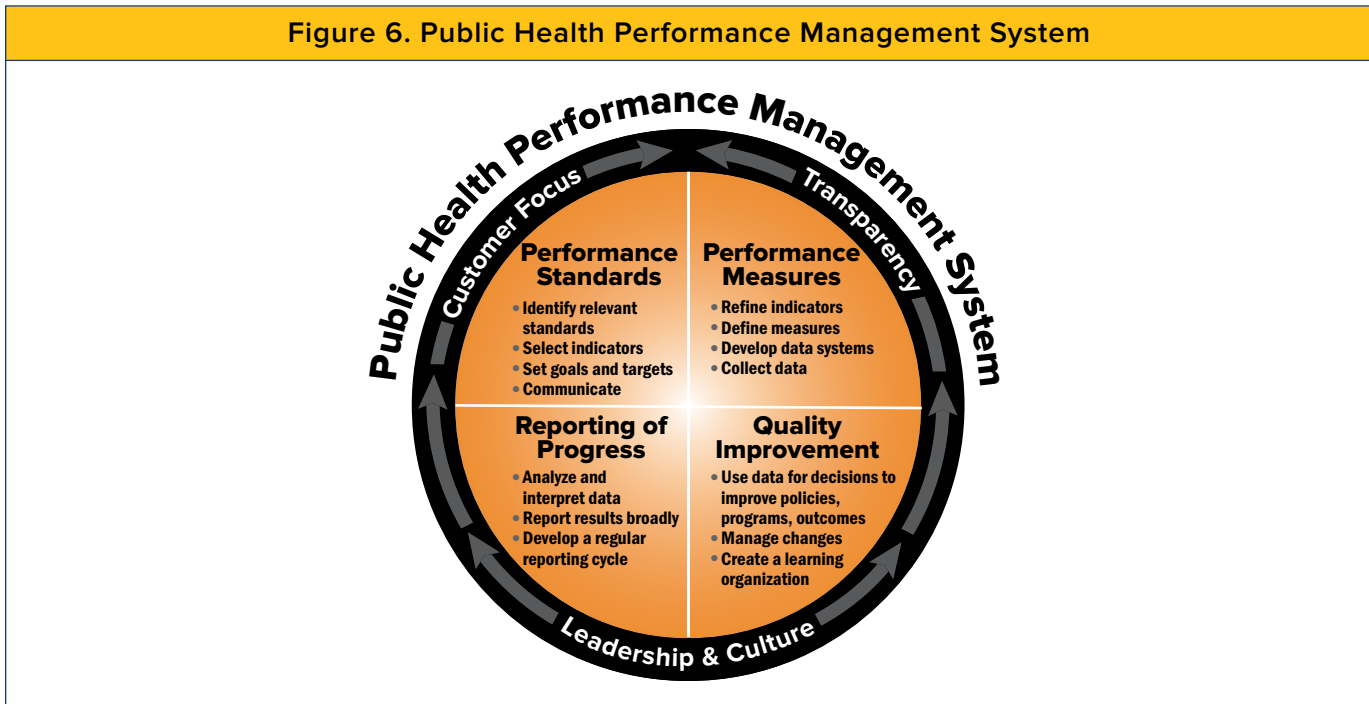 Figure 6. Public Health Performance Management System
Public Health Performance Management System
Customer Focus
Transparency
Performance
Standards
• Identify relevant
standards
• Select indicators
• Set goals and targets
• Communicate
Performance
Measures
• Refine indicators
• Define measures
• Develop data systems
• Collect data
Reporting of
Progress
• Analyze and
interpret data
• Report results broadly
• Develop a regular
reporting cycle
Quality
Improvement
• Use data for decisions to
improve policies,
programs, outcomes
• Manage changes
• Create a learning
organization
Leadership & Culture